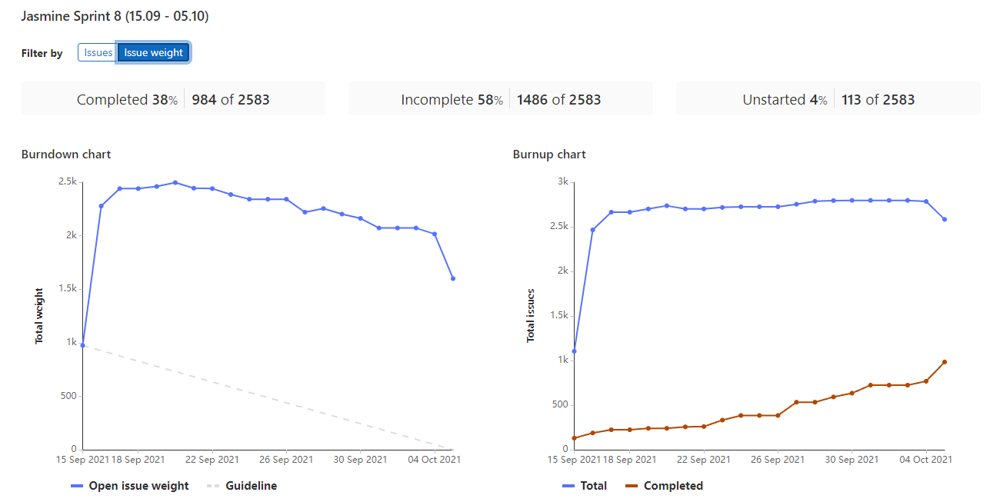 Jasmine Sprint 8 (15.09 - 05.10)
Filter by Issues Issue weight
Completed 38% 984 of 2583
Incomplete 58% 1486 of 2583
Unstarted 4% 113 of 2583
Burndown chart
2.5k
2k
1.5k
1k
500
0
Total weight
15 Sep 2021 18 Sep 2021 22 Sep 2021 26 Sep 2021 30 Sep 2021 04 Oct 2021
Open issue weight Guideline
Burnup chart
3k
2.5k
2k
1.5k
1k
500
0
Total issues
15 Sep 2021 18 Sep 2021 22 Sep 2021 26 Sep 2021 30 Sep 2021 04 Oct 2021
Total Completed